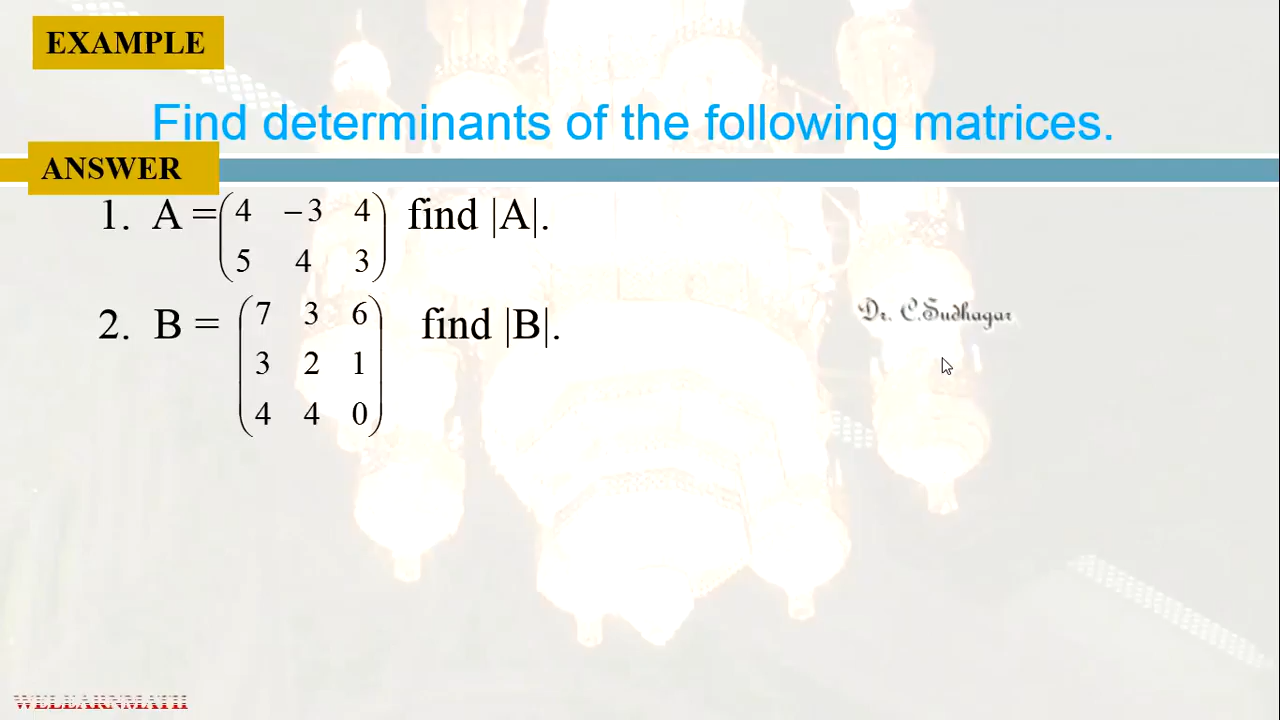 EXAMPLE
Find determinants of the following matrices.
ANSWER
1. A = (4 −3 4
5 4 3) find |A|.
2. B = (7 3 6
3 2 1
4 4 0) find |B|.
Dr. C.Sudhagar
WELEARNMATH